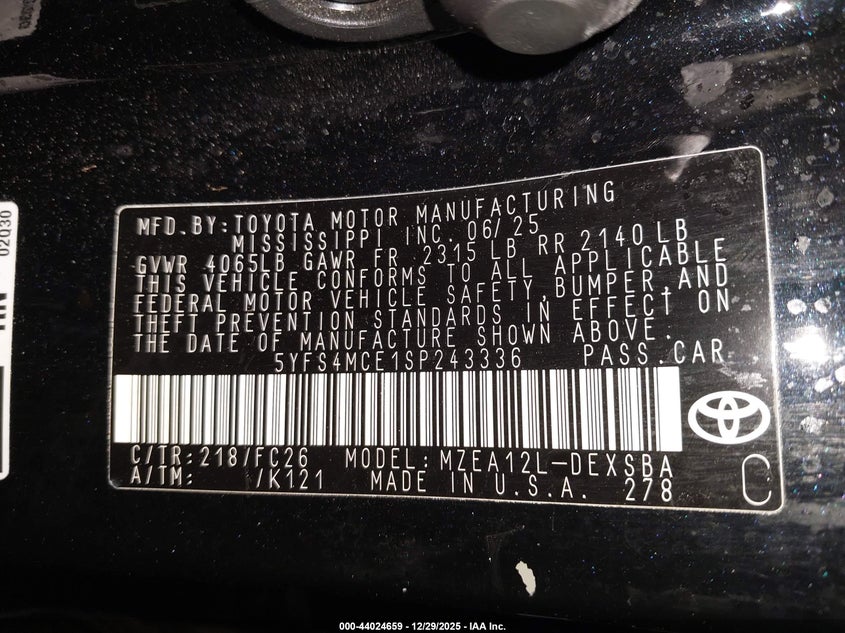 02Q30
MFD.BY:TOYOTA MOTOR MANUFACTURING
MISSISSIPPI INC. 06/25
GVWR 4065LB GAWR FR 2315 LB RR 2140 LB
THIS VEHICLE CONFORMS TO ALL APPLICABLE
FEDERAL MOTOR VEHICLE SAFETY,BUMPER,AND
THEFT PREVENTION STANDARDS IN EFFECT ON
THE DATE OF MANUFACTURE SHOWN ABOVE.
5YFS4MCE1SP243336 PASS.CAR
C/TR:218/FC26 MODEL:MZEA12L-DEXSBA
A/TM: /K121 MADE IN U.S.A. 278
C
000-44024659 - 12/29/2025 - IAA Inc.